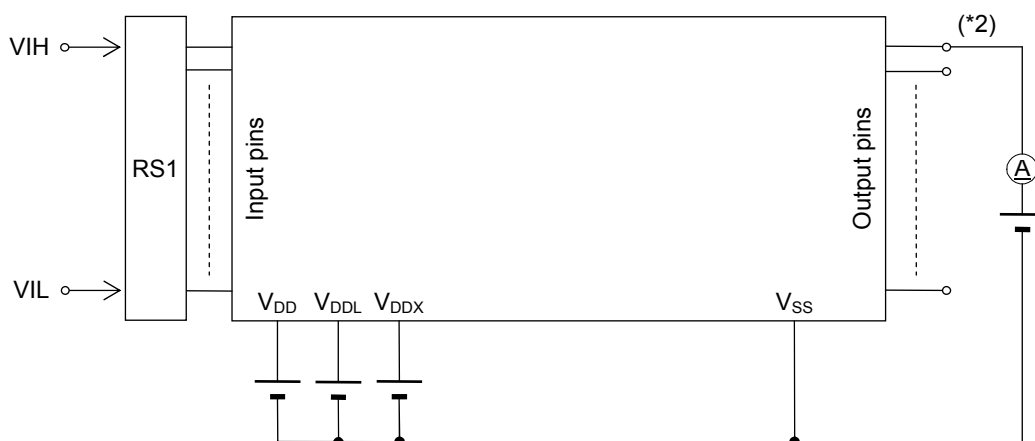 VIH
(*2)
RS1
Input pins
Output pins
A
VIL
VDD
VDDL
VDDX
VSS